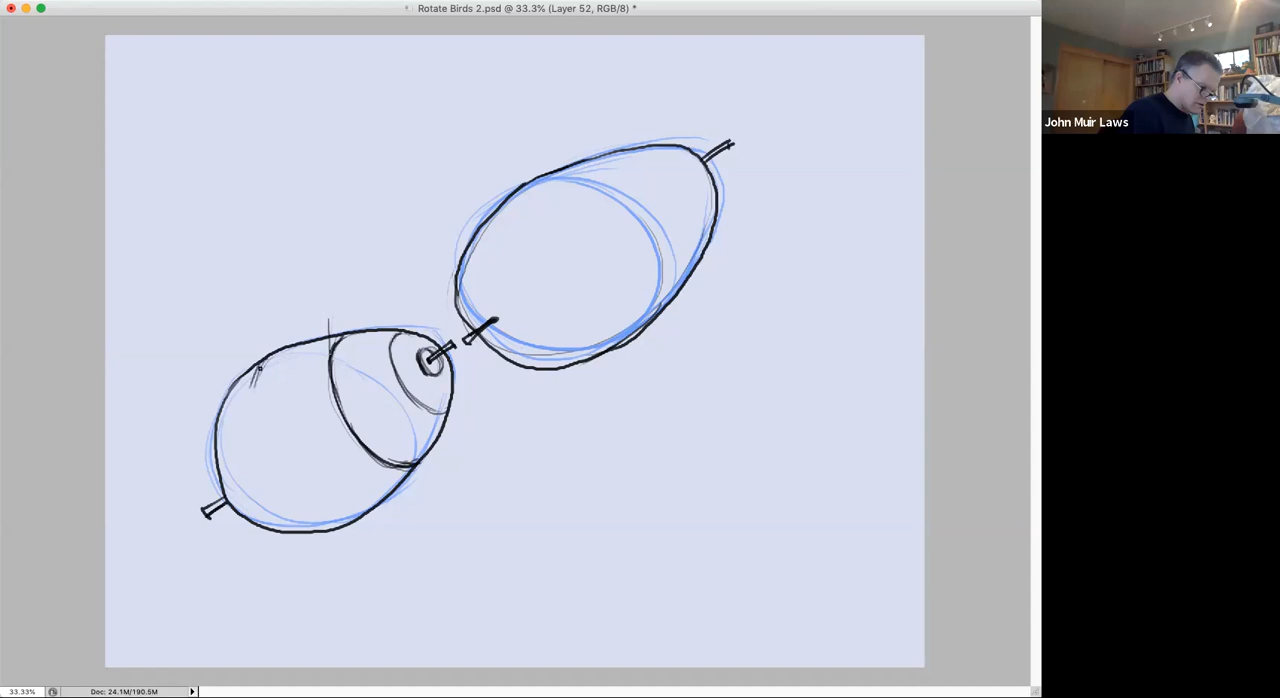 Rotate Birds 2.psd @ 33.3% (Layer 52, RGB/8) *
John Muir Laws
33.33%
Doc: 24.1M/190.5M